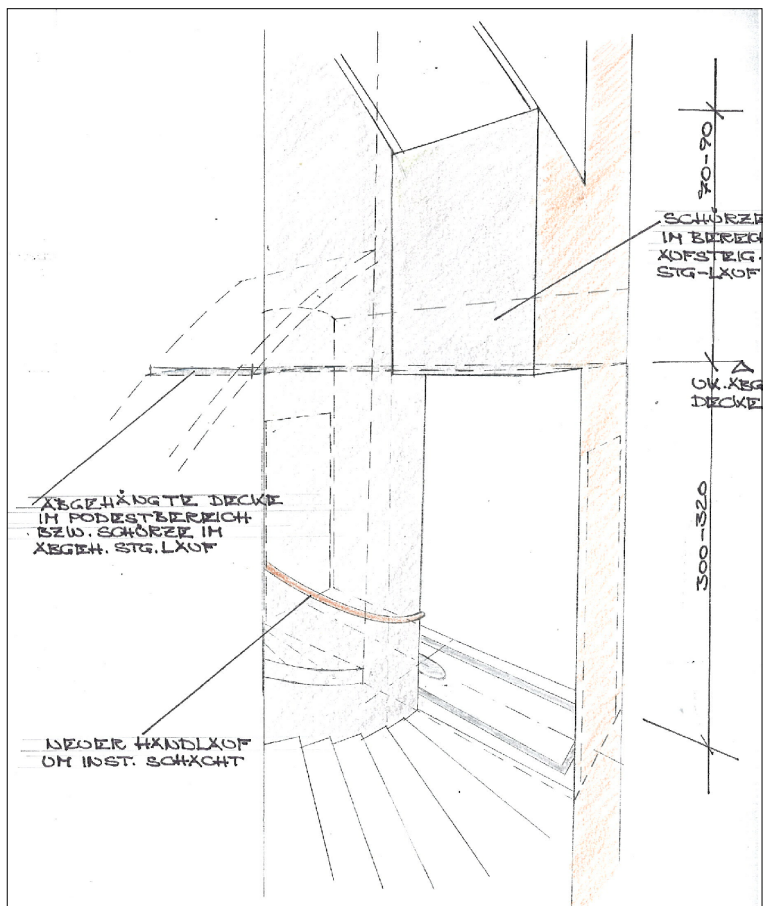 70-90
SCHÜRZE
IM BEREICH
AUFSTEIG.
STG-LAUF
UK. ABG
DECKE
ABGEHÄNGTE DECKE
IM PODESTBEREICH
BZW. SCHÜRZE IM
ABGEH. STG. LAUF
300-320
NEUER HANDLAUF
UM INST. SCHACHT